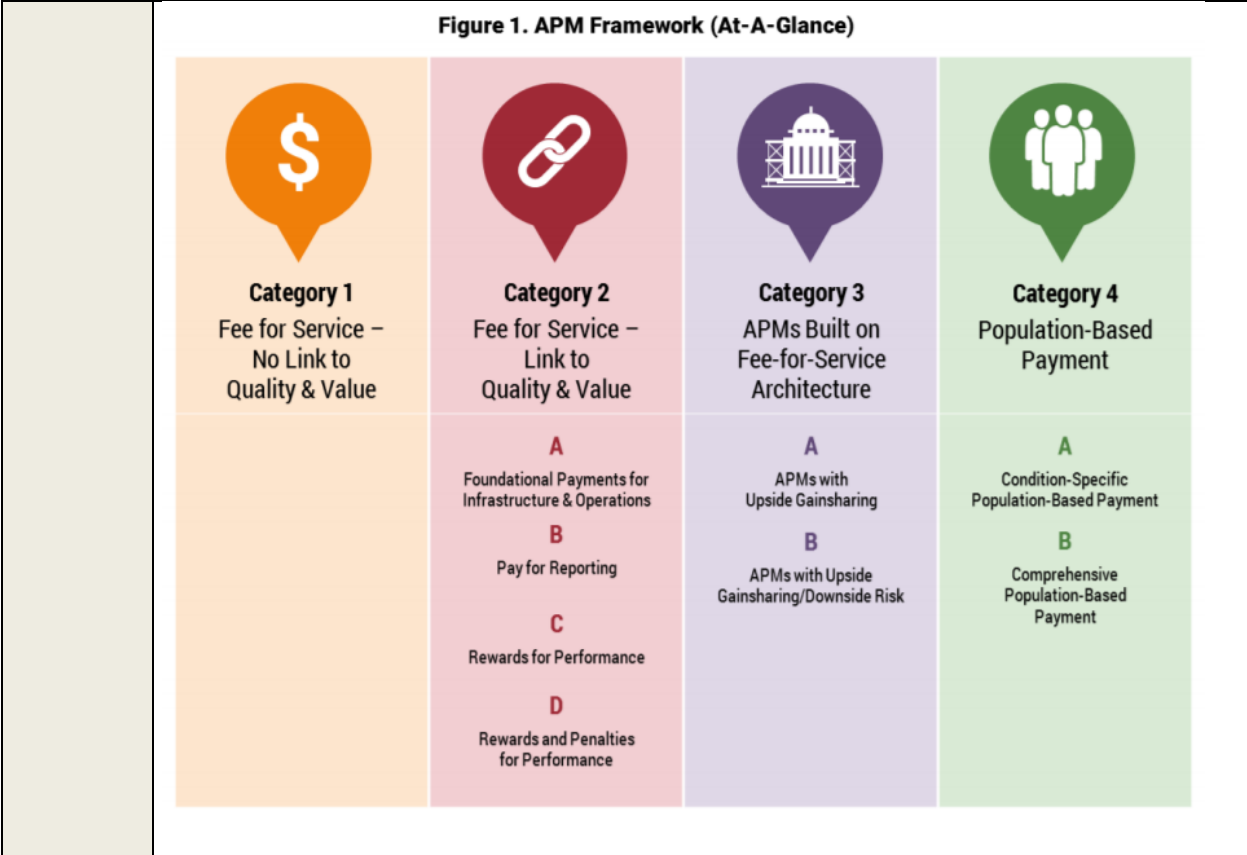 Figure 1. APM Framework (At-A-Glance)
$
Category 1
Fee for Service –
No Link to
Quality & Value
Category 2
Fee for Service –
Link to
Quality & Value
A
Foundational Payments for
Infrastructure & Operations
B
Pay for Reporting
C
Rewards for Performance
D
Rewards and Penalties
for Performance
Category 3
APMs Built on
Fee-for-Service
Architecture
A
APMs with
Upside Gainsharing
B
APMs with Upside
Gainsharing/Downside Risk
Category 4
Population-Based
Payment
A
Condition-Specific
Population-Based Payment
B
Comprehensive
Population-Based
Payment